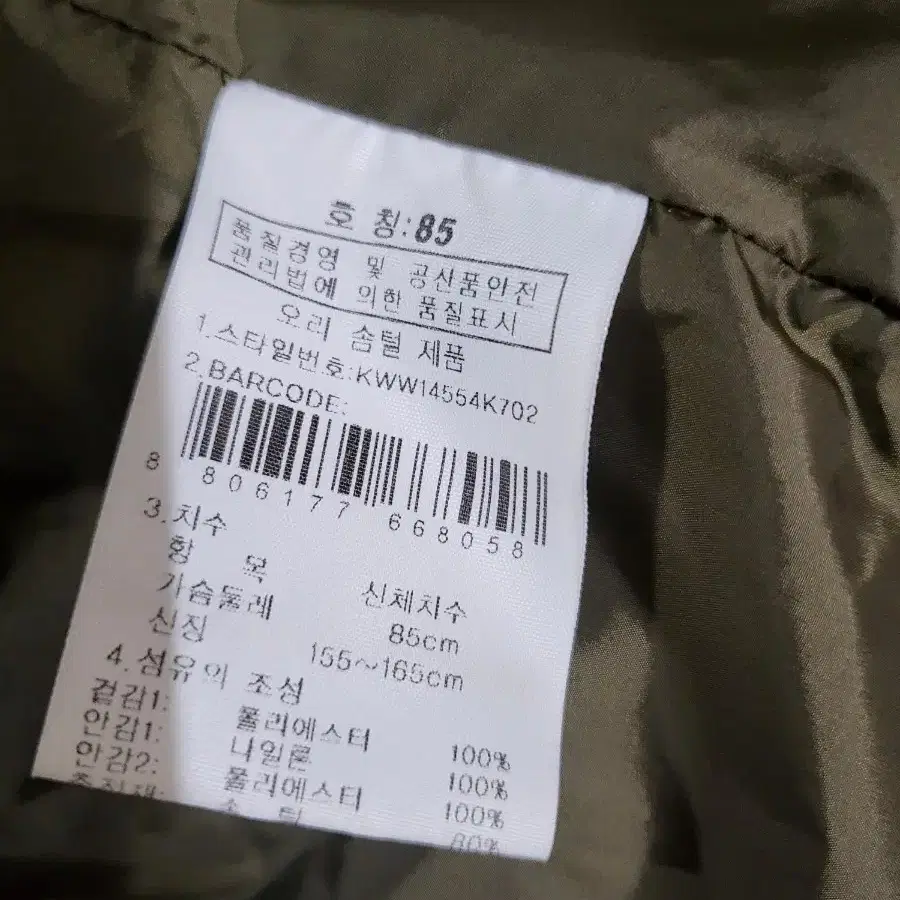 호 칭:85
품질경영 및 공산품안전
관리법에 의한 품질표시
오리 솜털 제품
1.스타일번호:KWW14554K702
2.BARCODE:
8 806177 668058
3.치수
항 목 신체치수
가슴둘레 85cm
신장 155~165cm
4.섬유의 조성
겉감1: 폴리에스터 100%
안감1: 나일론 100%
안감2: 폴리에스터 100%
충전재: 솜 털 80%